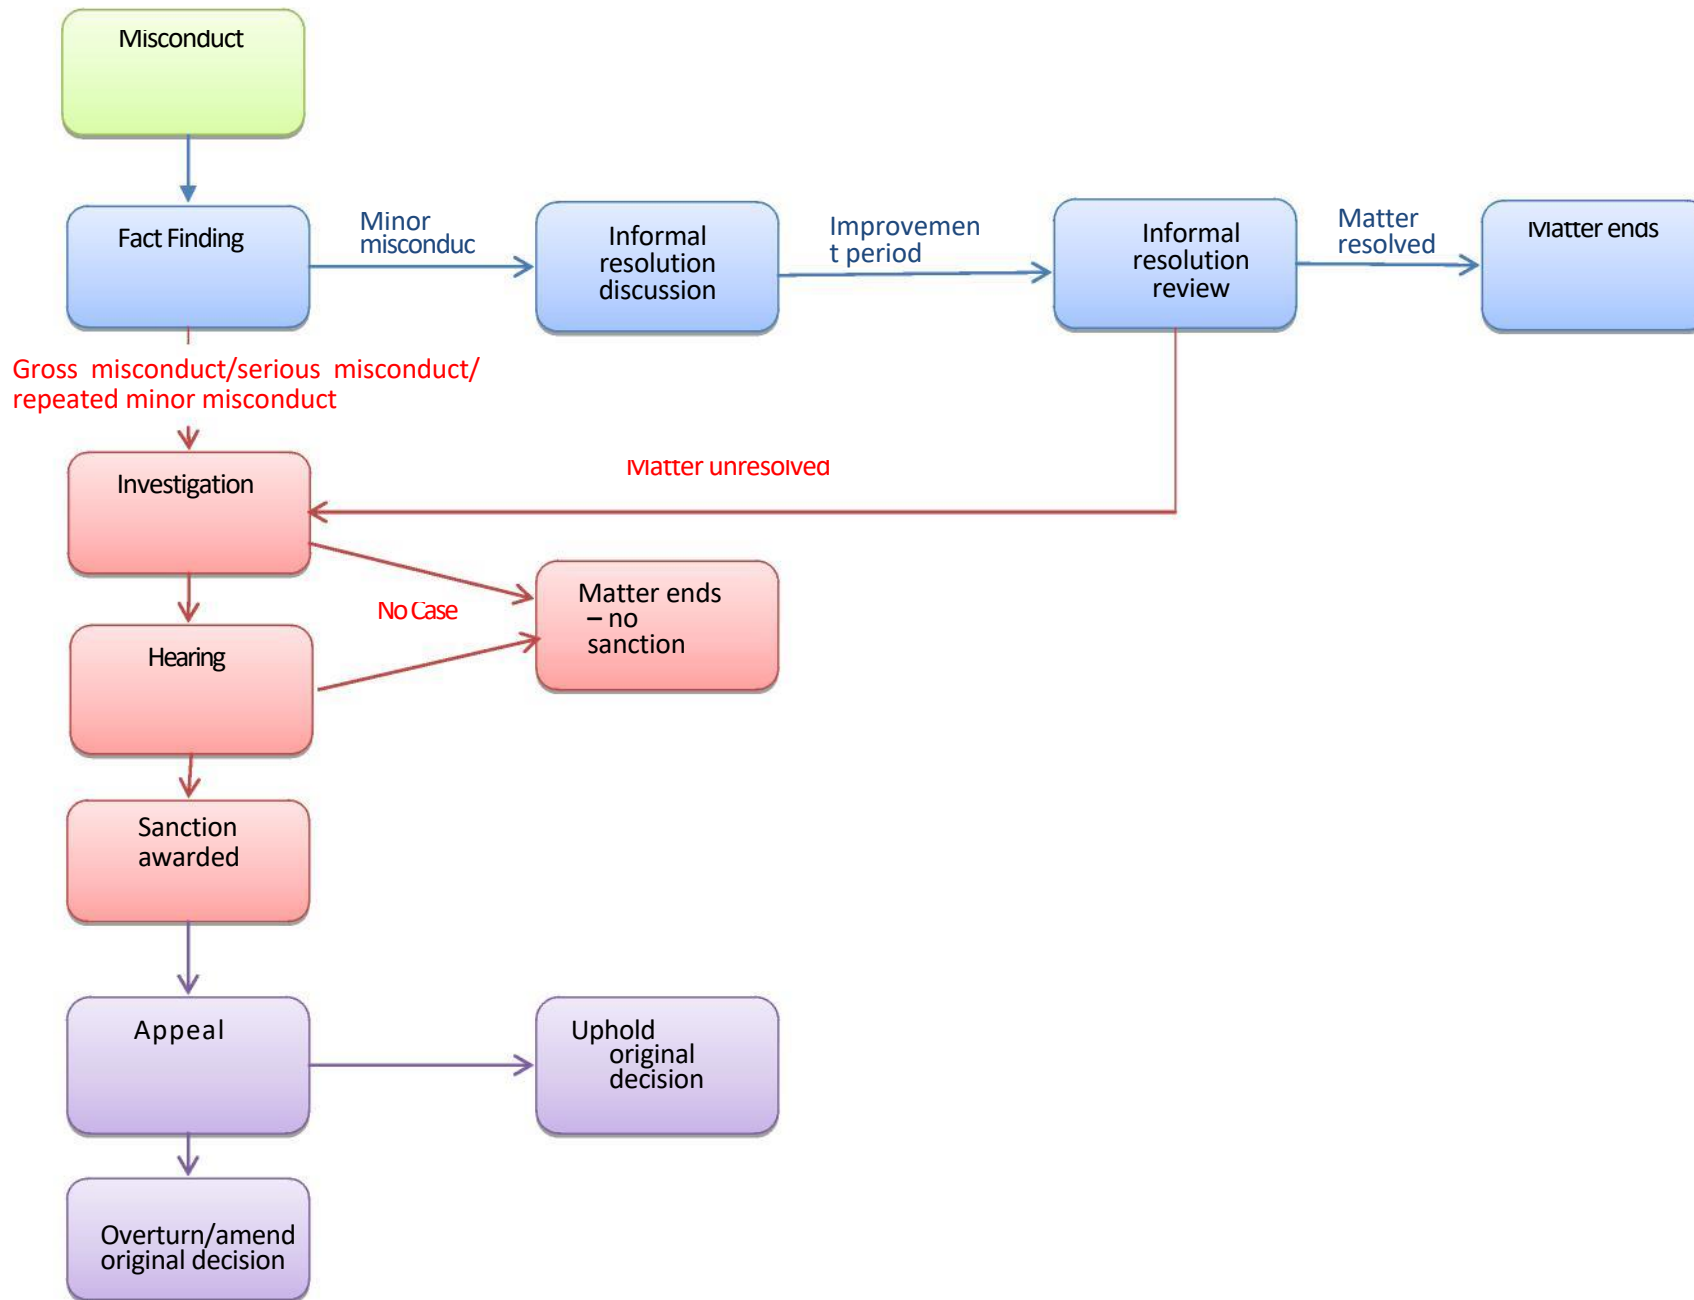 Misconduct
Fact Finding
Minor
misconduc
Informal
resolution
discussion
Improvemen
t period
Informal
resolution
review
Matter
resolved
Matter ends
Gross misconduct/serious misconduct/
repeated minor misconduct
Investigation
Matter unresolved
No Case
Matter ends
– no
sanction
Hearing
Sanction
awarded
Appeal
Uphold
original
decision
Overturn/amend
original decision